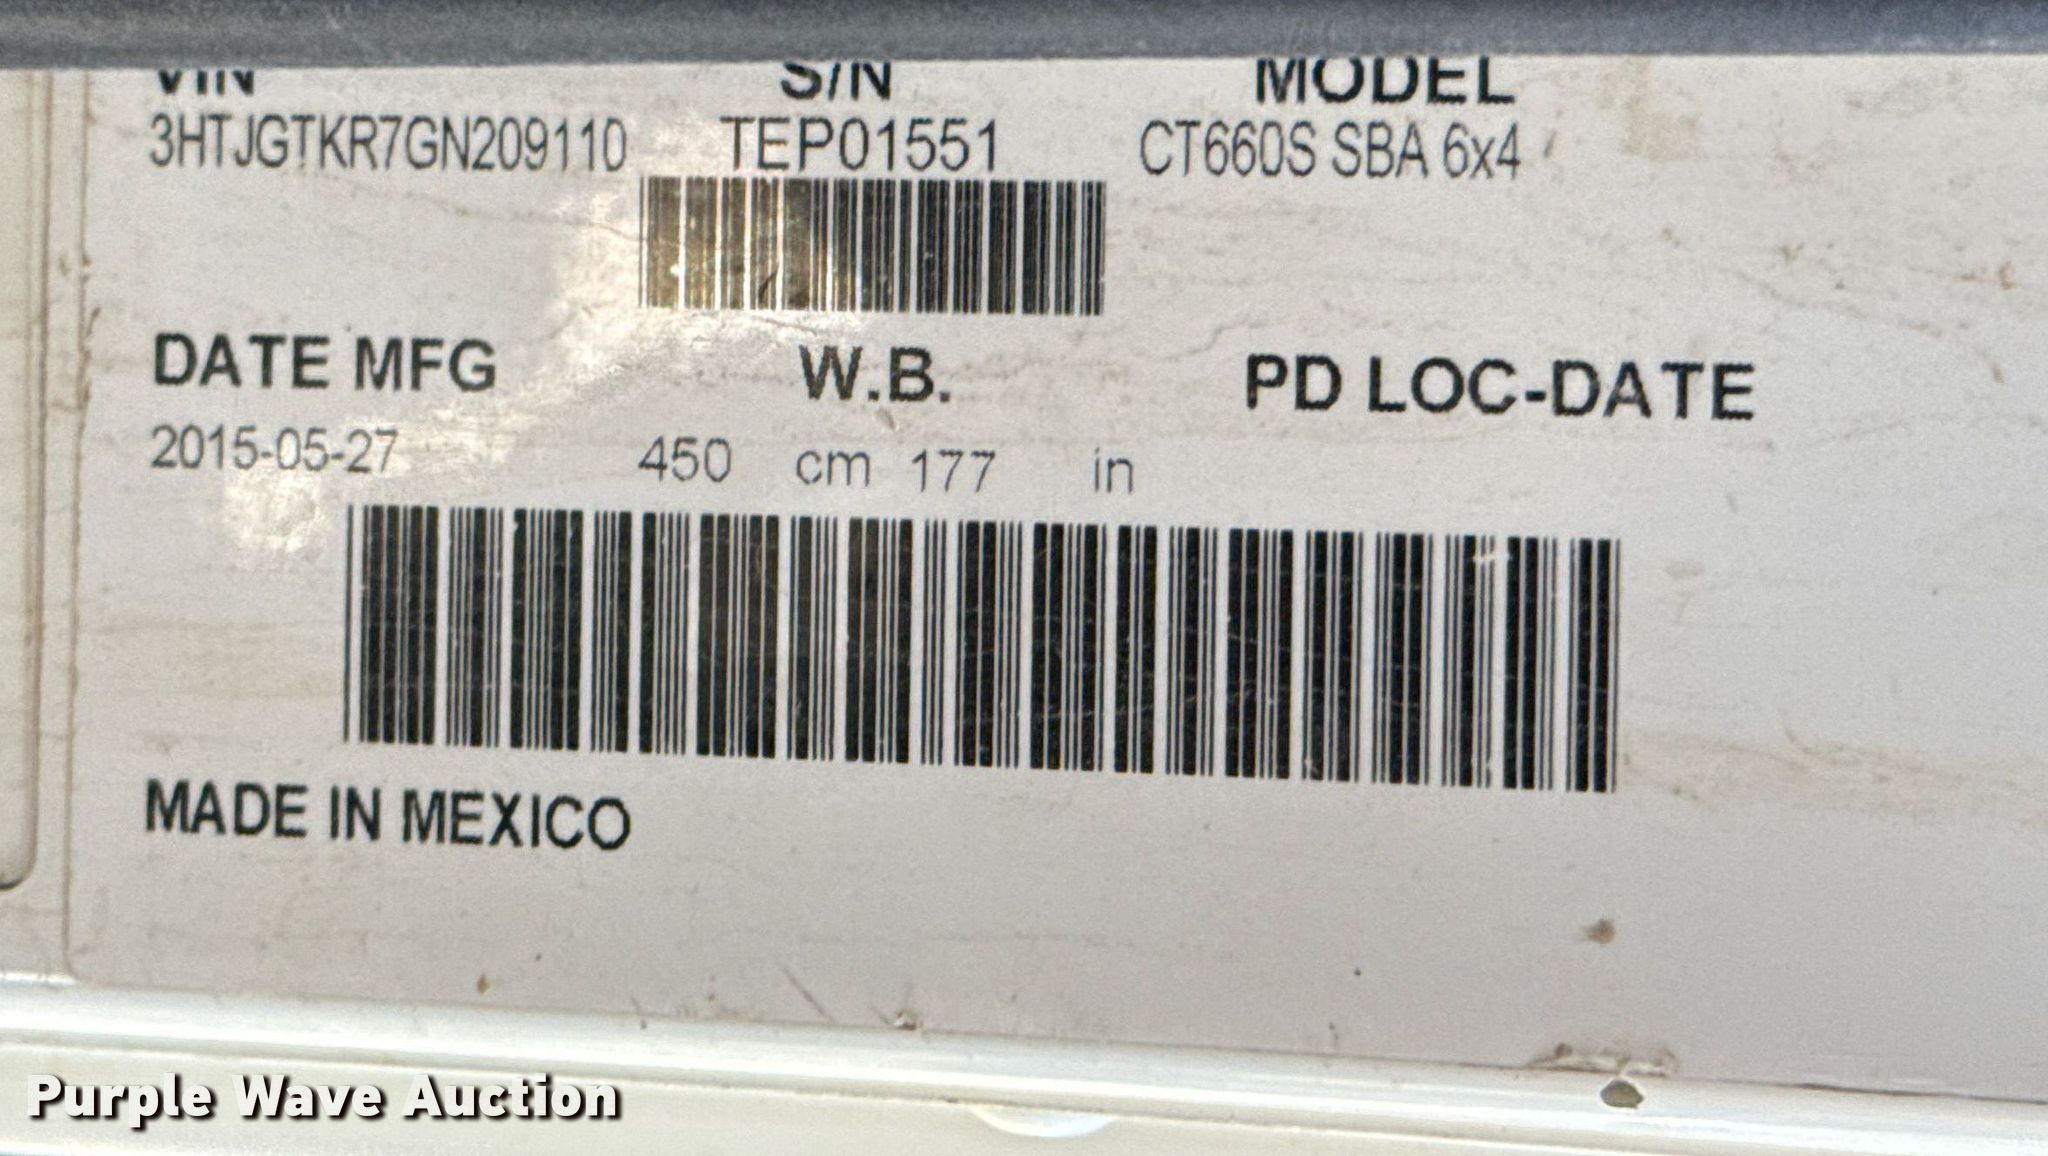 VIN S/N MODEL
3HTJGTKR7GN209110 TEP01551 CT660S SBA 6x4
DATE MFG W.B. PD LOC-DATE
2015-05-27 450 cm 177 in
MADE IN MEXICO
Purple Wave Auction